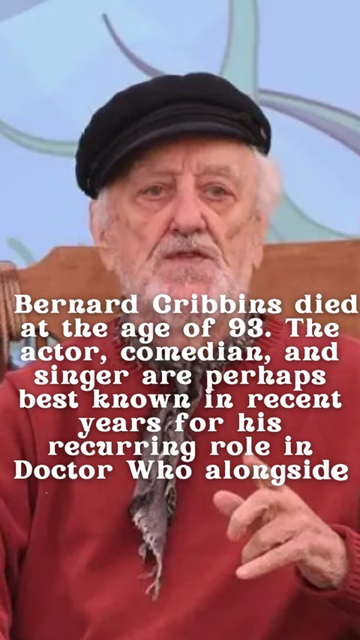 Bernard Cribbins died
at the age of 93. The
actor, comedian, and
singer are perhaps
best known in recent
years for his
recurring role in
Doctor Who alongside